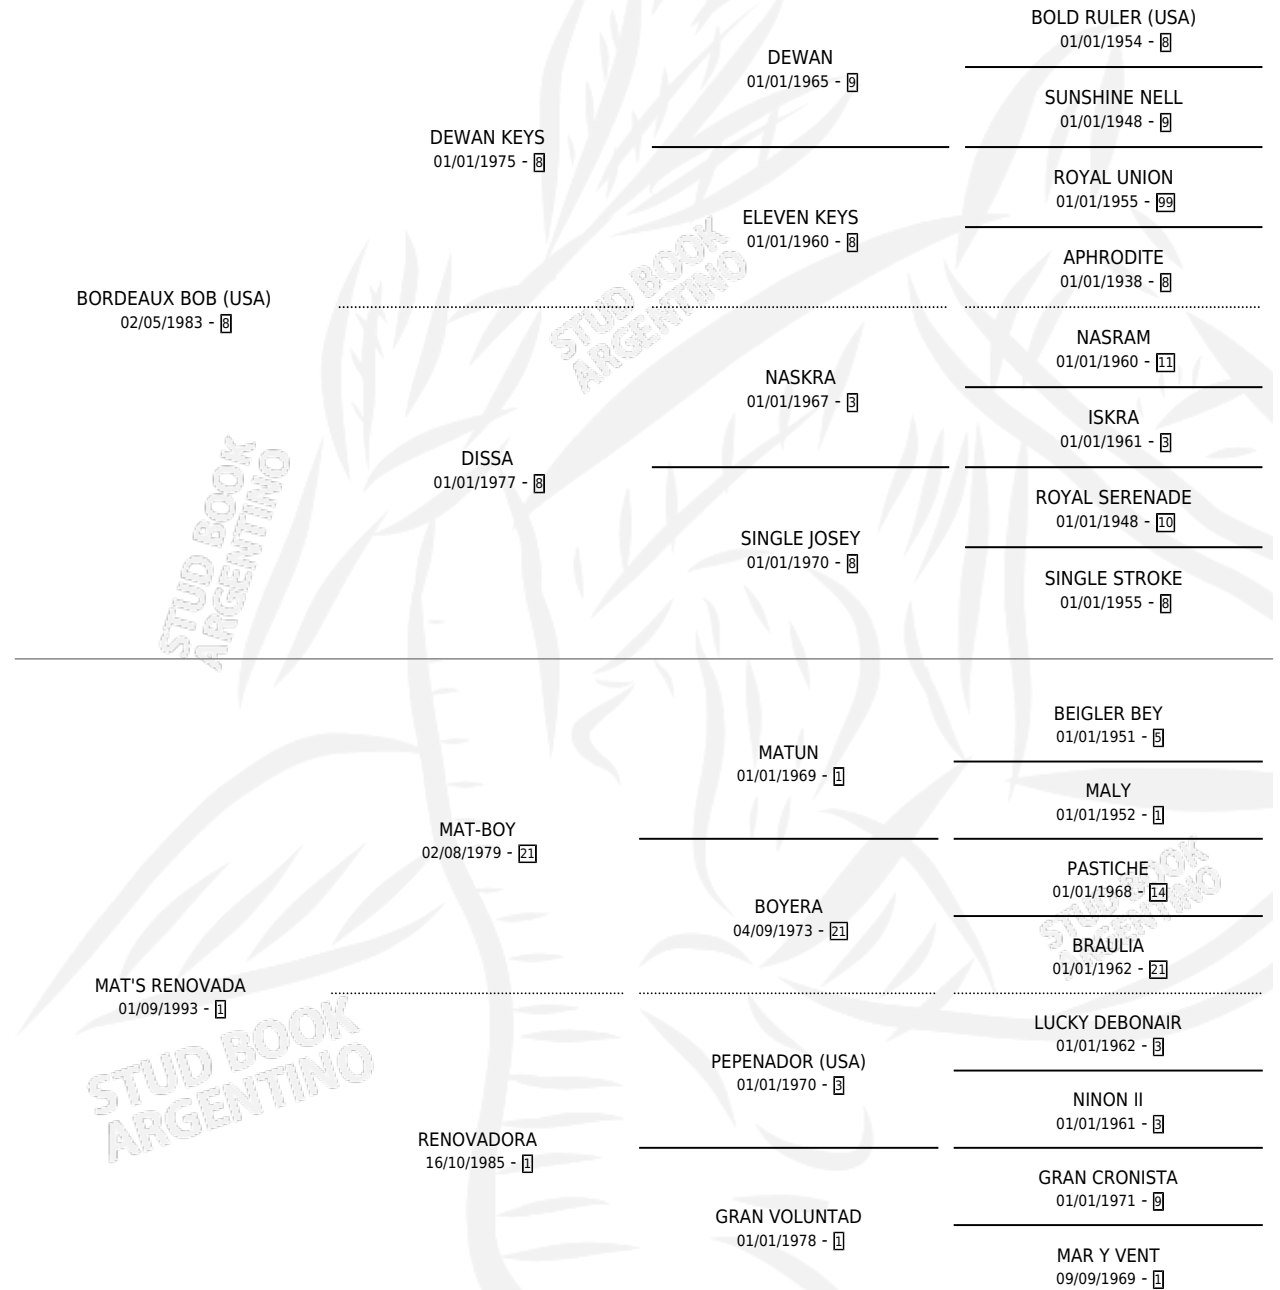 BOLD RULER (USA)
01/01/1954 - 8
DEWAN
01/01/1965 - 9
SUNSHINE NELL
01/01/1948 - 9
DEWAN KEYS
01/01/1975 - 8
ROYAL UNION
01/01/1955 - 99
ELEVEN KEYS
01/01/1960 - 8
APHRODITE
01/01/1938 - 8
BORDEAUX BOB (USA)
02/05/1983 - 8
NASRAM
01/01/1960 - 11
NASKRA
01/01/1967 - 3
ISKRA
01/01/1961 - 3
DISSA
01/01/1977 - 8
ROYAL SERENADE
01/01/1948 - 10
SINGLE JOSEY
01/01/1970 - 8
SINGLE STROKE
01/01/1955 - 8
BEIGLER BEY
01/01/1951 - 5
MATUN
01/01/1969 - 1
MALY
01/01/1952 - 1
MAT-BOY
02/08/1979 - 21
PASTICHE
01/01/1968 - 14
BOYERA
04/09/1973 - 21
BRAULIA
01/01/1962 - 21
MAT'S RENOVADA
01/09/1993 - 1
LUCKY DEBONAIR
01/01/1962 - 3
PEPENADOR (USA)
01/01/1970 - 3
NINON II
01/01/1961 - 3
RENOVADORA
16/10/1985 - 1
GRAN CRONISTA
01/01/1971 - 9
GRAN VOLUNTAD
01/01/1978 - 1
MAR Y VENT
09/09/1969 - 1
STUD BOOK
ARGENTINO
STUD BOOK
ARGENTINO
STUD BOOK
ARGENTINO
STUD BOOK
ARGENTINO